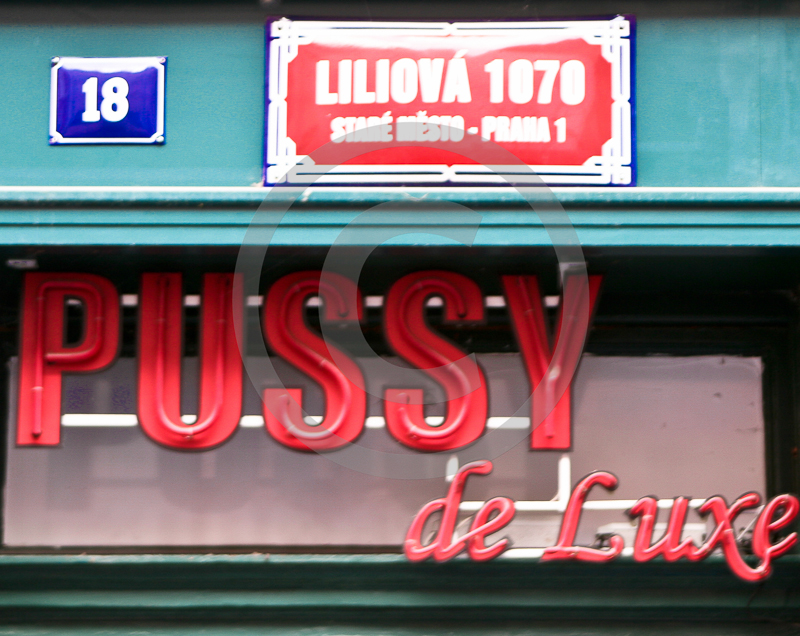 18
LILIOVÁ 1070
STARÉ MĚSTO - PRAHA 1
PUSSY
de Luxe
©